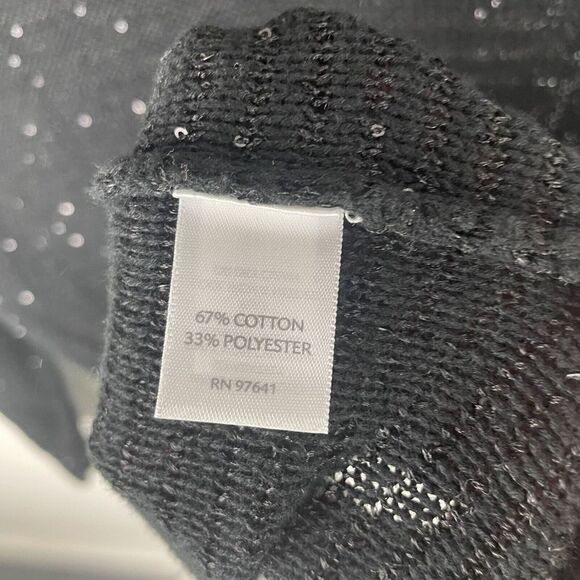 67% COTTON
33% POLYESTER
RN 97641